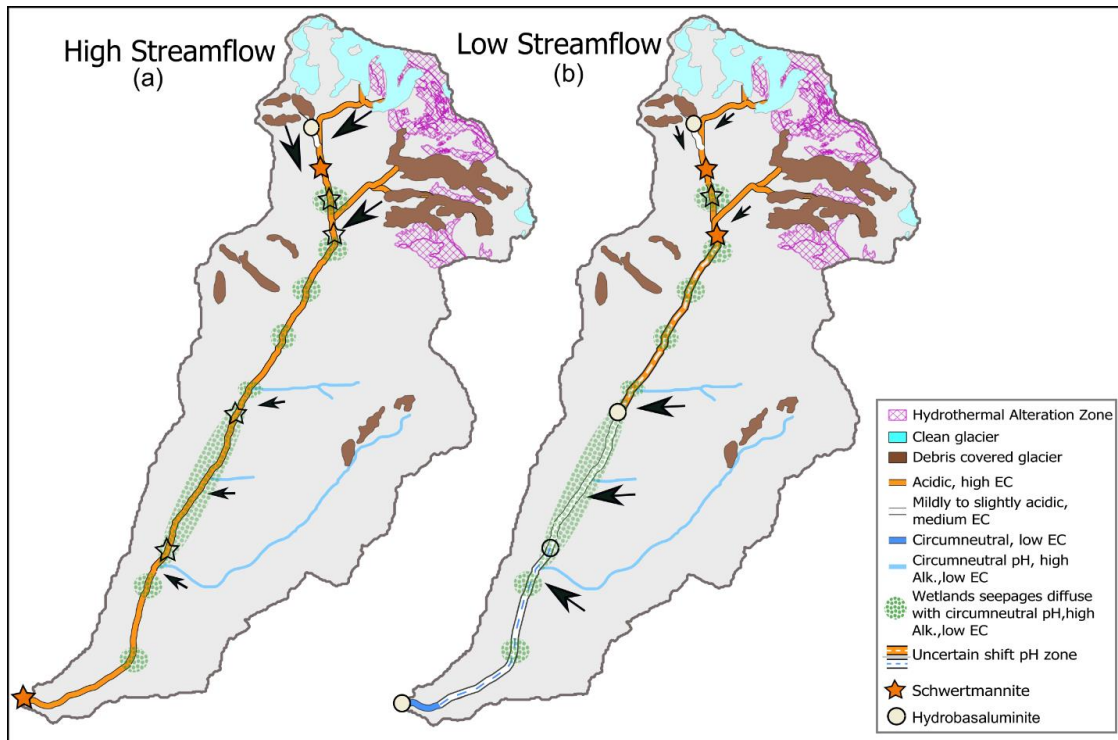 High Streamflow
(a)
Low Streamflow
(b)
Hydrothermal Alteration Zone
Clean glacier
Debris covered glacier
Acidic, high EC
Mildly to slightly acidic,
medium EC
Circumneutral, low EC
Circumneutral pH, high
Alk.,low EC
Wetlands seepages diffuse
with circumneutral pH,high
Alk.,low EC
Uncertain shift pH zone
Schwertmannite
Hydrobasaluminite